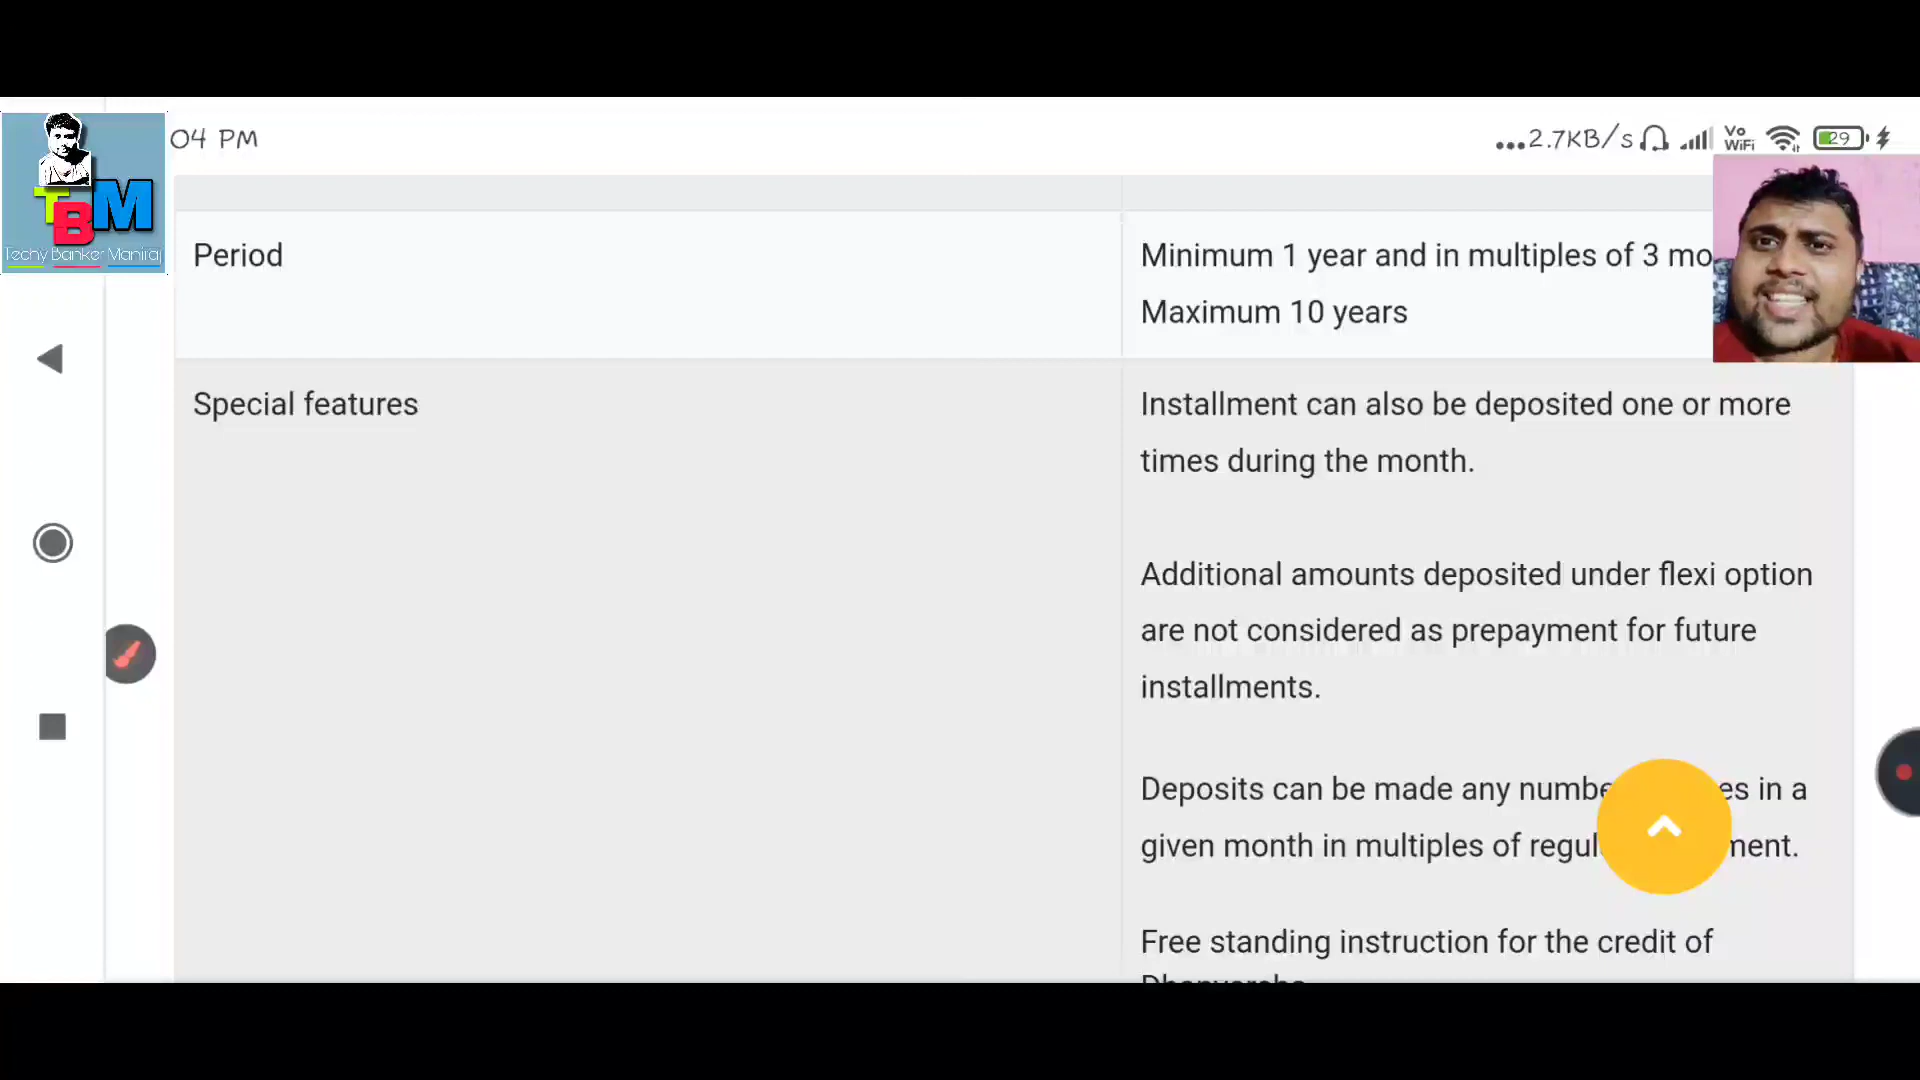 04 PM
...2.7KB/s
Vo
WiFi
29
TBM
Techy Banker Maniraj
Period
Minimum 1 year and in multiples of 3 mo
Maximum 10 years
Special features
Installment can also be deposited one or more
times during the month.
Additional amounts deposited under flexi option
are not considered as prepayment for future
installments.
Deposits can be made any numbe es in a
given month in multiples of regul ment.
Free standing instruction for the credit of